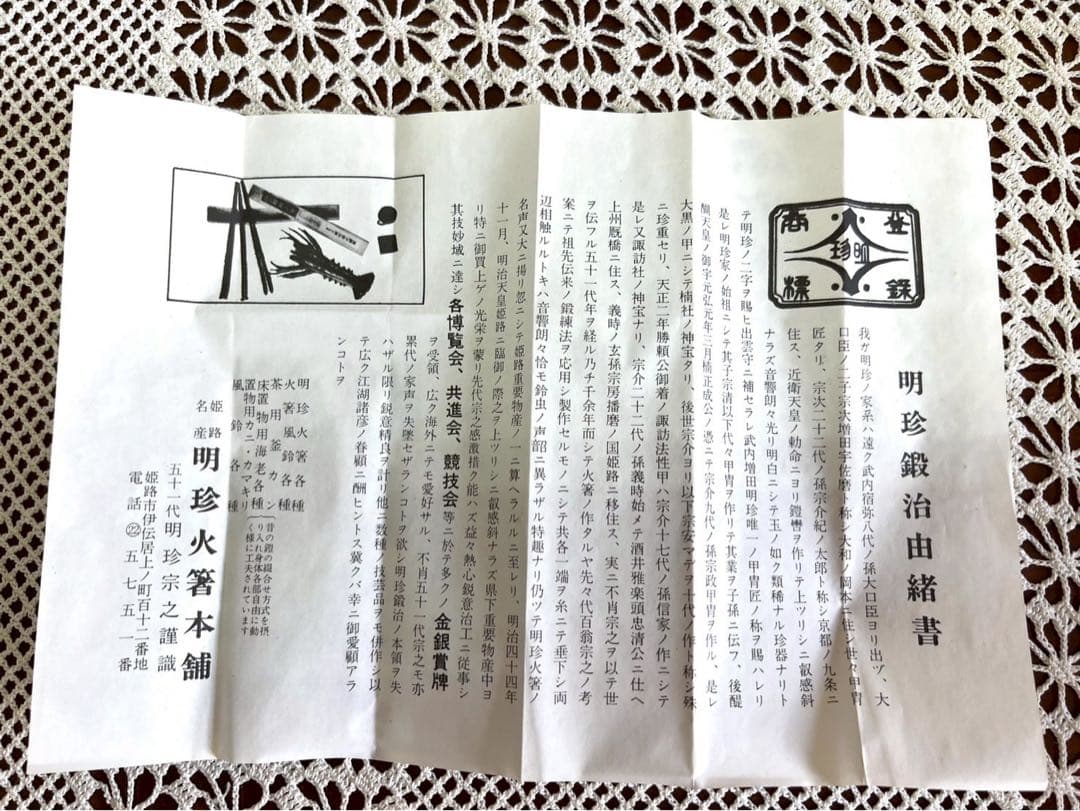 登録
商標
明珍
明珍鍛治由緒書
我ガ明珍ノ家系ハ遠ク武内宿弥八代ノ孫大口臣ヨリ出ヅ、大
口臣ノ二子宗次増田宇佐磨ト称シ大和ノ岡本ニ住シ世々甲冑
匠タリ、宗次二十二代ノ孫宗介紀ノ太郎ト称シ京都ノ九条ニ
住ス、近衛天皇ノ勅命ニヨリ鎧轡ヲ作リテ上ツリシニ叡感斜
ナラズ音響朗々光リ明白ニシテ玉ノ如ク類稀ナル珍器ナリト
テ明珍ノ二字ヲ賜ヒ出雲守ニ補セラレ武内増田明珍唯一ノ甲冑匠ノ称ヲ賜ハレリ
是レ明珍家ノ始祖ニシテ其子宗清以下代々甲冑ヲ作リテ其業ヲ子孫ニ伝フ、後醍
醐天皇ノ御宇元弘元年三月楠正成公ノ憑ニテ宗介九代ノ孫宗政甲冑ヲ作ル、是レ
大黒ノ甲ニシテ楠社ノ神宝タリ、後世宗介ヨリ以下宗安マデヲ十代ノ作ト称シ殊
ニ珍重セリ、天正二年勝頼公御着ノ諏訪法性甲ハ宗介十七代ノ孫信家ノ作ニシテ
是レ又諏訪社ノ神宝ナリ、宗介二十二代ノ孫義時始メテ酒井雅楽頭忠清公ニ仕ヘ
上州厩橋ニ住ス、義時ノ玄孫宗房播磨ノ国姫路ニ移住ス、実ニ不肖宗之ヲ以テ世
ヲ伝フル五十一代年ヲ経ル乃チ千余年而シテ火箸ノ作タルヤ先々代百翁宗之ノ考
案ニテ祖先伝来ノ鍛練法ヲ応用シ製作セルモノニシテ共各一端ヲ糸ニテ垂下シ両
辺相触ルルトキハ音響朗々恰モ鈴虫ノ声韶ニ異ラザル特趣ナリ仍ツテ明珍火箸ノ
名声又大ニ揚リ忽ニシテ姫路重要物産ノ一ニ算ヘラルルニ至レリ、明治四十四年
十一月、明治天皇姫路ニ臨御ノ際之ヲ上ツリシニ叡感斜ナラズ県下重要物産中ヨ
リ特ニ御買上ゲノ光栄ヲ蒙リ先代宗之感激措ク能ハズ益々熱心鋭意治工ニ従事シ
其技妙域ニ達シ各博覧会、共進会、競技会等ニ於テ多クノ金銀賞牌
ヲ受領、広ク海外ニテモ愛好サル、不肖五十一代宗之モ亦
累代ノ家声ヲ失墜セザランコトヲ欲シ明珍鍛治ノ本領ヲ失
ハザル限リ鋭意精良ヲ計リ他ニ数種ノ技芸品ヲモ併作シ以
テ広ク江湖諸彦ノ眷顧ニ酬ヒントス冀クバ幸ニ御愛顧アラ
ンコトヲ
明珍火箸各種
火箸風鈴各種
茶用釜カン
床置物用海老各種
置物用カニ・カマキリ
風鈴各種
昔の鎧の綴合せ方式を摂
り入れ身体各部自由に動
く様に工夫されています
姫路名産 明珍火箸本舗
五十一代明珍宗之謹識
姫路市伊伝居上ノ町百十二番地
電話㉒五七五一番